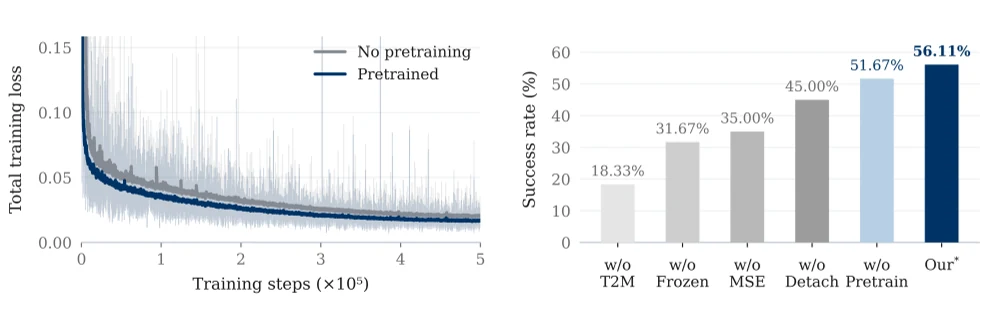 Total training loss
0.15
0.10
0.05
0.00
No pretraining
Pretrained
0 1 2 3 4 5
Training steps (×10⁵)
Success rate (%)
60
50
40
30
20
10
0
18.33%
31.67%
35.00%
45.00%
51.67%
56.11%
w/o T2M
w/o Frozen
w/o MSE
w/o Detach
w/o Pretrain
Our*